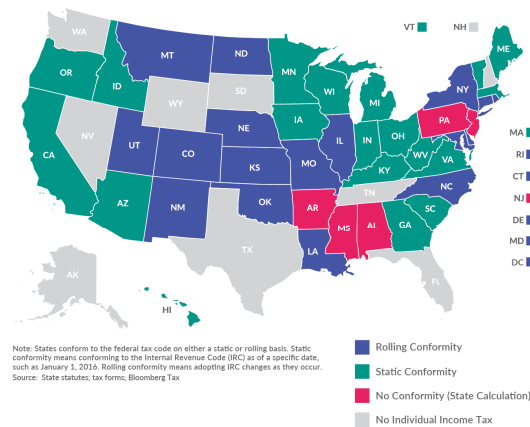 VT
NH
WA
MT
ND
MN
ME
OR
ID
SD
WI
NY
WY
MI
IA
PA
NV
NE
IL
IN
OH
MA
UT
CO
WV
VA
RI
CA
KS
MO
KY
CT
NC
NJ
TN
AZ
NM
OK
AR
SC
DE
MS
AL
GA
MD
TX
LA
DC
AK
FL
HI
Note: States conform to the federal tax code on either a static or rolling basis. Static
conformity means conforming to the Internal Revenue Code (IRC) as of a specific date,
such as January 1, 2016. Rolling conformity means adopting IRC changes as they occur.
Source: State statutes; tax forms; Bloomberg Tax
Rolling Conformity
Static Conformity
No Conformity (State Calculation)
No Individual Income Tax